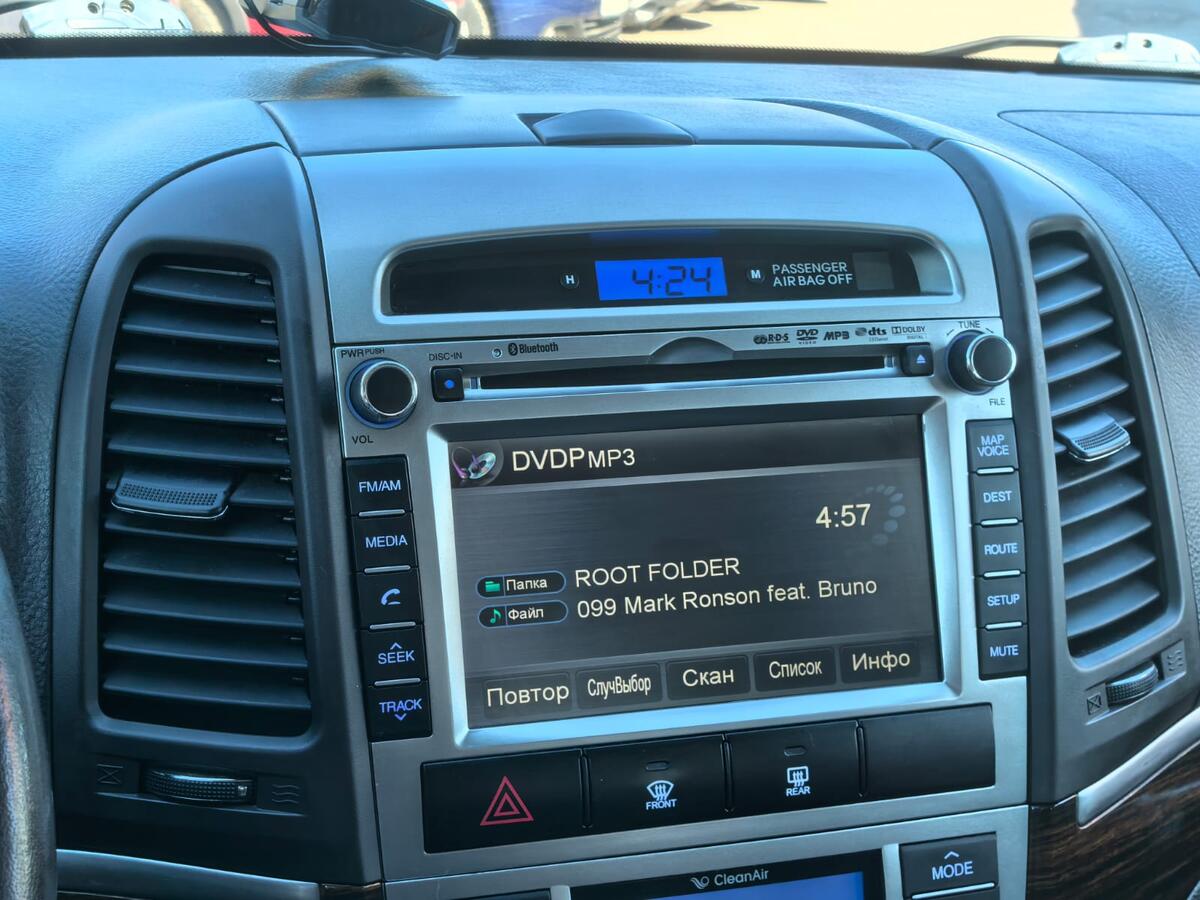 H 4:24 M PASSENGER
AIR BAG OFF
PWR PUSH
DISC-IN
Bluetooth
R·D·S DVD VIDEO MP3 dts DOLBY DIGITAL
TUNE
VOL
FILE
DVDP MP3
4:57
Папка ROOT FOLDER
Файл 099 Mark Ronson feat. Bruno
Повтор СлучВыбор Скан Список Инфо
FM/AM
MEDIA
SEEK
TRACK
MAP
VOICE
DEST
ROUTE
SETUP
MUTE
FRONT
REAR
CleanAir
MODE